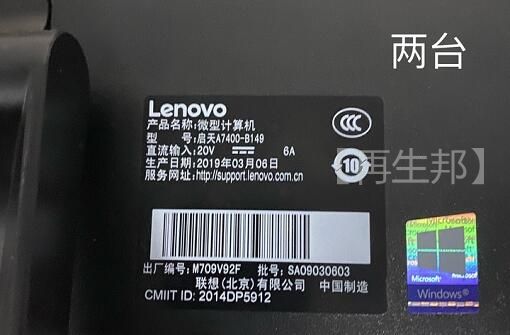 两台
Lenovo
产品名称:微型计算机
型 号:启天A7400-B149
直流输入:20V ⎓ 6A
生产日期:2019年03月06日
服务网址:http://support.lenovo.com.cn
CCC
10
【再生邦】
出厂编号:M709V92F 批号:SA09030603
联想(北京)有限公司 中国制造
CMIIT ID: 2014DP5912
Microsoft
Microsoft
Windows®